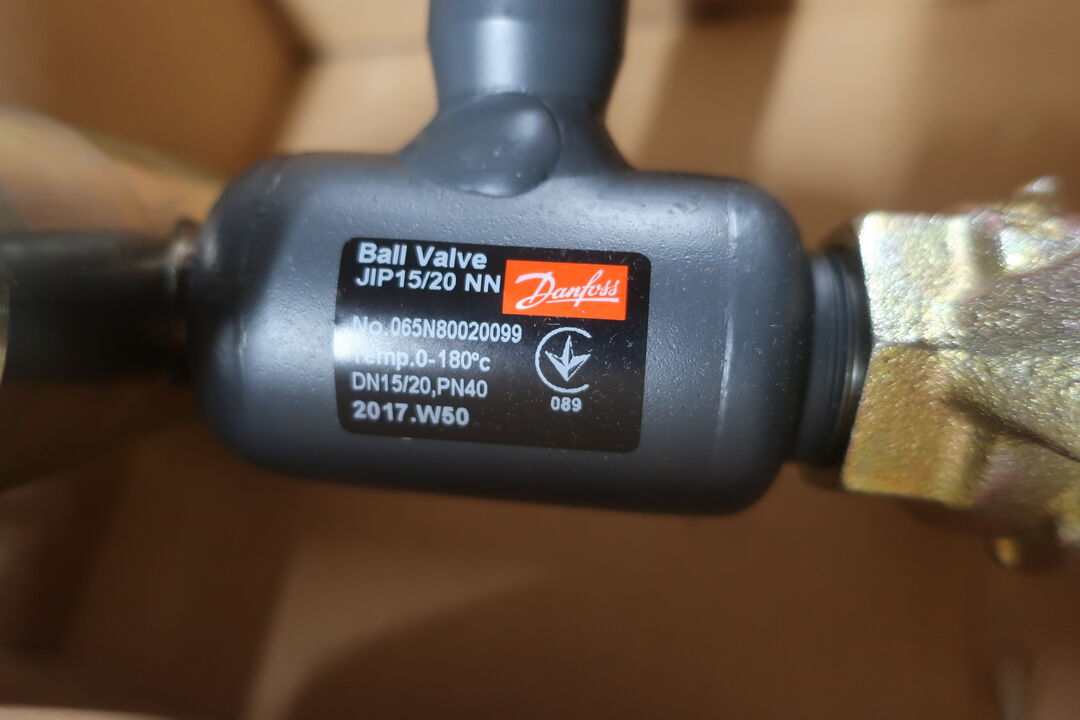 Ball Valve
JIP15/20 NN
Danfoss
No.065N80020099
Temp.0-180°c
DN15/20,PN40
089
2017.W50